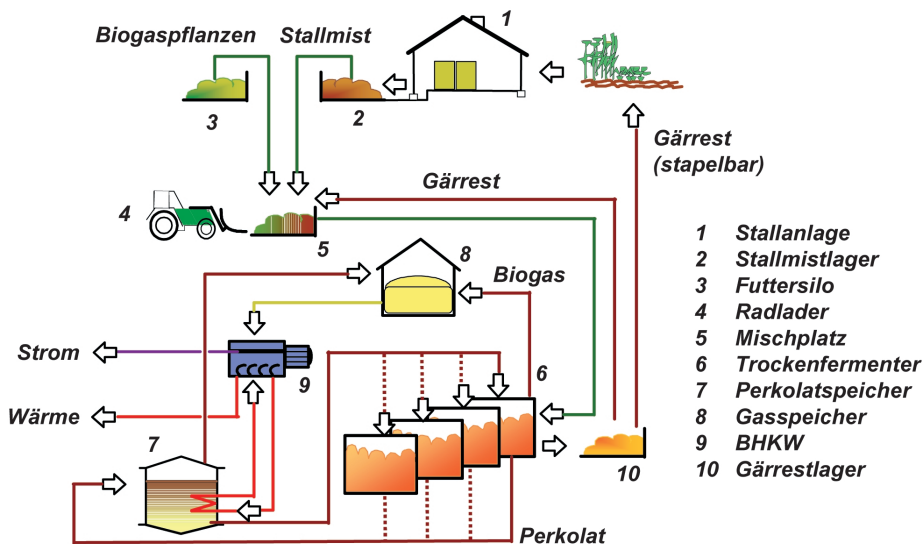 Biogaspflanzen
Stallmist
1
3
2
Gärrest
(stapelbar)
Gärrest
4
5
8
Biogas
Strom
9
6
Wärme
7
10
Perkolat
1 Stallanlage
2 Stallmistlager
3 Futtersilo
4 Radlader
5 Mischplatz
6 Trockenfermenter
7 Perkolatspeicher
8 Gasspeicher
9 BHKW
10 Gärrestlager